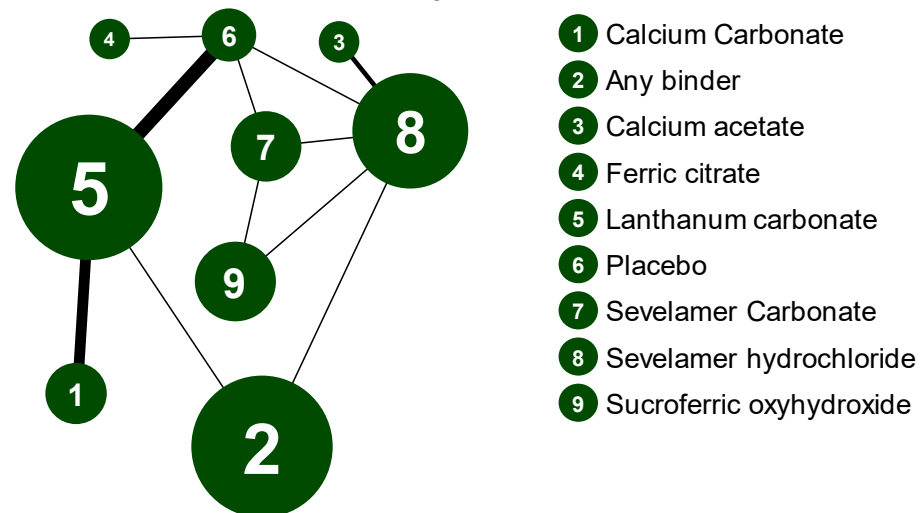 4
6
3
8
7
5
9
1
2
1 Calcium Carbonate
2 Any binder
3 Calcium acetate
4 Ferric citrate
5 Lanthanum carbonate
6 Placebo
7 Sevelamer Carbonate
8 Sevelamer hydrochloride
9 Sucroferric oxyhydroxide